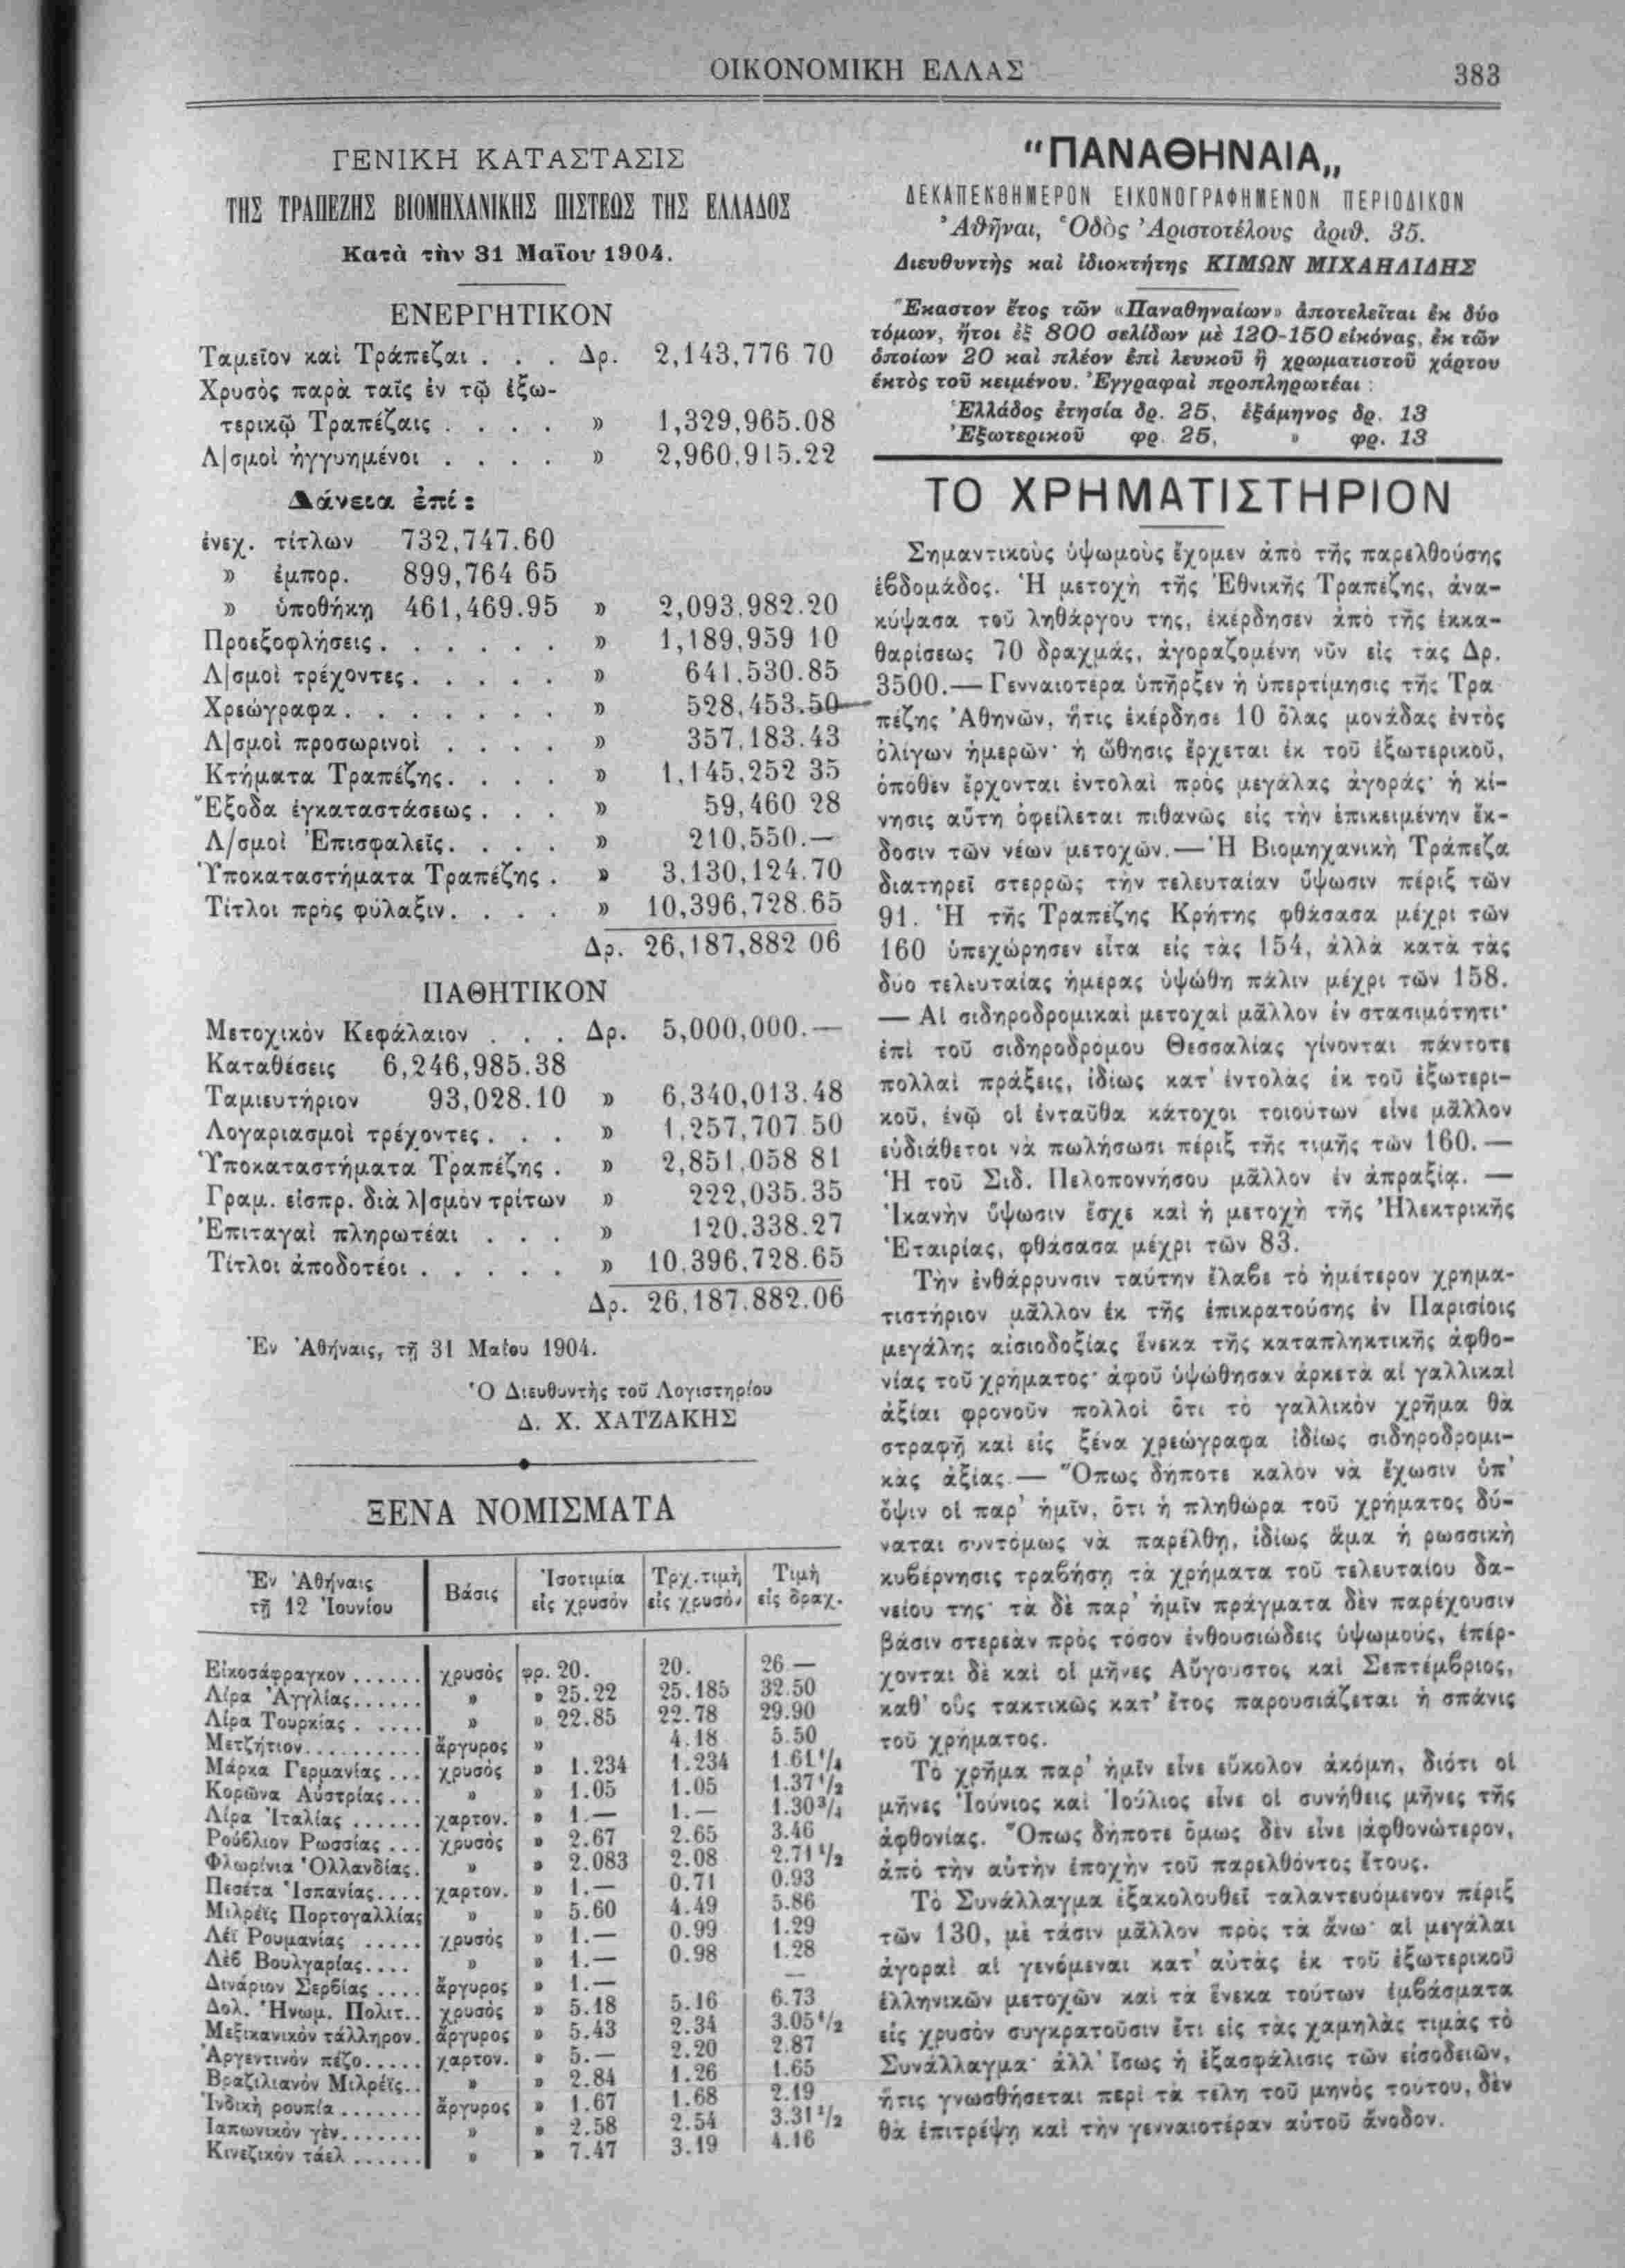 ΟΙΚΟΝΟΜΙΚΗ ΕΛΛΑΣ 383
ΓΕΝΙΚΗ ΚΑΤΑΣΤΑΣΙΣ
ΤΗΣ ΤΡΑΠΕΖΗΣ ΒΙΟΜΗΧΑΝΙΚΗΣ ΠΙΣΤΕΩΣ ΤΗΣ ΕΛΛΑΔΟΣ
Κατὰ τὴν 31 Μαΐου 1904.
ΕΝΕΡΓΗΤΙΚΟΝ
Ταμεῖον καὶ Τράπεζαι . . . Δρ. 2,143,776 70
Χρυσὸς παρὰ ταῖς ἐν τῷ ἐξω-
τερικῷ Τραπέζαις . . . . » 1,329,965.08
Λ|σμοὶ ἠγγυημένοι . . . . » 2,960,915.22
Δάνεια ἐπί:
ἐνεχ. τίτλων 732,747.60
» ἐμπορ. 899,764 65
» ὑποθήκῃ 461,469.95 » 2,093,982.20
Προεξοφλήσεις . . . . . . » 1,189,959 10
Λ|σμοὶ τρέχοντες . . . . . » 641,530.85
Χρεώγραφα . . . . . . . » 528,453.50
Λ|σμοὶ προσωρινοὶ . . . . » 357,183.43
Κτήματα Τραπέζης . . . . » 1,145,252 35
Ἔξοδα ἐγκαταστάσεως . . . » 59,460 28
Λ/σμοὶ Ἐπισφαλεῖς . . . . » 210,550.—
Ὑποκαταστήματα Τραπέζης . » 3,130,124.70
Τίτλοι πρὸς φύλαξιν . . . . » 10,396,728.65
Δρ. 26,187,882 06
ΠΑΘΗΤΙΚΟΝ
Μετοχικὸν Κεφάλαιον . . . Δρ. 5,000,000.—
Καταθέσεις 6,246,985.38
Ταμιευτήριον 93,028.10 » 6,340,013.48
Λογαριασμοὶ τρέχοντες . . . » 1,257,707 50
Ὑποκαταστήματα Τραπέζης . » 2,851,058 81
Γραμ. εἰσπρ. διὰ λ|σμὸν τρίτων » 222,035.35
Ἐπιταγαὶ πληρωτέαι . . . » 120,338.27
Τίτλοι ἀποδοτέοι . . . . . » 10,396,728.65
Δρ. 26,187,882.06
Ἐν Ἀθήναις, τῇ 31 Μαΐου 1904.
Ὁ Διευθυντὴς τοῦ Λογιστηρίου
Δ. Χ. ΧΑΤΖΑΚΗΣ
ΞΕΝΑ ΝΟΜΙΣΜΑΤΑ
Ἐν Ἀθήναις τῇ 12 Ἰουνίου | Βάσις | Ἰσοτιμία εἰς χρυσόν | Τρχ.τιμὴ εἰς χρυσόν | Τιμὴ εἰς δραχ.
Εἰκοσάφραγκον ...... χρυσὸς φρ. 20. 20. 26 —
Λίρα Ἀγγλίας ...... » » 25.22 25.185 32.50
Λίρα Τουρκίας ..... » » 22.85 22.78 29.90
Μετζήτιον .......... ἄργυρος » 4.18 5.50
Μάρκα Γερμανίας ... χρυσὸς » 1.234 1.234 1.61 1/4
Κορῶνα Αὐστρίας ... » » 1.05 1.05 1.37 1/2
Λίρα Ἰταλίας ...... χαρτον. » 1.— 1.— 1.30 3/4
Ρούβλιον Ρωσσίας ... χρυσὸς » 2.67 2.65 3.46
Φλωρίνια Ὁλλανδίας. » » 2.083 2.08 2.71 1/2
Πεσέτα Ἰσπανίας.... χαρτον. » 1.— 0.71 0.93
Μιλρέϊς Πορτογαλλίας » » 5.60 4.49 5.86
Λέϊ Ρουμανίας ..... χρυσὸς » 1.— 0.99 1.29
Λὲβ Βουλγαρίας.... » » 1.— 0.98 1.28
Δινάριον Σερβίας .... ἄργυρος » 1.— —
Δολ. Ἡνωμ. Πολιτ.. χρυσὸς » 5.18 5.16 6.73
Μεξικανικὸν τάλληρον. ἄργυρος » 5.43 2.34 3.05 1/2
Ἀργεντινὸν πέζο..... χαρτον. » 5.— 2.20 2.87
Βραζιλιανὸν Μιλρέϊς.. » » 2.84 1.26 1.65
Ἰνδικὴ ρουπία ....... ἄργυρος » 1.67 1.68 2.19
Ιαπωνικὸν γὲν....... » » 2.58 2.54 3.31 1/2
Κινεζικὸν τάελ ...... » » 7.47 3.19 4.16
"ΠΑΝΑΘΗΝΑΙΑ„
ΔΕΚΑΠΕΝΘΗΜΕΡΟΝ ΕΙΚΟΝΟΓΡΑΦΗΜΕΝΟΝ ΠΕΡΙΟΔΙΚΟΝ
Ἀθῆναι, Ὁδὸς Ἀριστοτέλους ἀριθ. 35.
Διευθυντὴς καὶ ἰδιοκτήτης ΚΙΜΩΝ ΜΙΧΑΗΛΙΔΗΣ
Ἕκαστον ἔτος τῶν «Παναθηναίων» ἀποτελεῖται ἐκ δύο
τόμων, ἤτοι ἐξ 800 σελίδων μὲ 120-150 εἰκόνας, ἐκ τῶν
ὁποίων 20 καὶ πλέον ἐπὶ λευκοῦ ἢ χρωματιστοῦ χάρτου
ἐκτὸς τοῦ κειμένου. Ἐγγραφαὶ προπληρωτέαι :
Ἑλλάδος ἐτησία δρ. 25, ἑξάμηνος δρ. 13
Ἐξωτερικοῦ φρ. 25, » φρ. 13
ΤΟ ΧΡΗΜΑΤΙΣΤΗΡΙΟΝ
Σημαντικοὺς ὑψωμοὺς ἔχομεν ἀπὸ τῆς παρελθούσης
ἑβδομάδος. Ἡ μετοχὴ τῆς Ἐθνικῆς Τραπέζης, ἀνα-
κύψασα τοῦ ληθάργου της, ἐκέρδησεν ἀπὸ τῆς ἐκκα-
θαρίσεως 70 δραχμάς, ἀγοραζομένη νῦν εἰς τὰς Δρ.
3500.— Γενναιοτέρα ὑπῆρξεν ἡ ὑπερτίμησις τῆς Τρα
πέζης Ἀθηνῶν, ἥτις ἐκέρδησε 10 ὅλας μονάδας ἐντὸς
ὀλίγων ἡμερῶν· ἡ ὤθησις ἔρχεται ἐκ τοῦ ἐξωτερικοῦ,
ὁπόθεν ἔρχονται ἐντολαὶ πρὸς μεγάλας ἀγοράς· ἡ κί-
νησις αὕτη ὀφείλεται πιθανῶς εἰς τὴν ἐπικειμένην ἔκ-
δοσιν τῶν νέων μετοχῶν.— Ἡ Βιομηχανικὴ Τράπεζα
διατηρεῖ στερρῶς τὴν τελευταίαν ὕψωσιν πέριξ τῶν
91. Ἡ τῆς Τραπέζης Κρήτης φθάσασα μέχρι τῶν
160 ὑπεχώρησεν εἶτα εἰς τὰς 154, ἀλλὰ κατὰ τὰς
δύο τελευταίας ἡμέρας ὑψώθη πάλιν μέχρι τῶν 158.
— Αἱ σιδηροδρομικαὶ μετοχαὶ μᾶλλον ἐν στασιμότητι·
ἐπὶ τοῦ σιδηροδρόμου Θεσσαλίας γίνονται πάντοτε
πολλαὶ πράξεις, ἰδίως κατ' ἐντολὰς ἐκ τοῦ ἐξωτερι-
κοῦ, ἐνῷ οἱ ἐνταῦθα κάτοχοι τοιούτων εἶνε μᾶλλον
εὐδιάθετοι νὰ πωλήσωσι πέριξ τῆς τιμῆς τῶν 160. —
Ἡ τοῦ Σιδ. Πελοποννήσου μᾶλλον ἐν ἀπραξίᾳ. —
Ἱκανὴν ὕψωσιν ἔσχε καὶ ἡ μετοχὴ τῆς Ἠλεκτρικῆς
Ἑταιρίας, φθάσασα μέχρι τῶν 83.
Τὴν ἐνθάρρυνσιν ταύτην ἔλαβε τὸ ἡμέτερον χρημα-
τιστήριον μᾶλλον ἐκ τῆς ἐπικρατούσης ἐν Παρισίοις
μεγάλης αἰσιοδοξίας ἕνεκα τῆς καταπληκτικῆς ἀφθο-
νίας τοῦ χρήματος· ἀφοῦ ὑψώθησαν ἀρκετὰ αἱ γαλλικαὶ
ἀξίαι φρονοῦν πολλοὶ ὅτι τὸ γαλλικὸν χρῆμα θὰ
στραφῇ καὶ εἰς ξένα χρεώγραφα ἰδίως σιδηροδρομι-
κὰς ἀξίας.— Ὅπως δήποτε καλὸν νὰ ἔχωσιν ὑπ'
ὄψιν οἱ παρ' ἡμῖν, ὅτι ἡ πληθώρα τοῦ χρήματος δύ-
ναται συντόμως νὰ παρέλθῃ, ἰδίως ἅμα ἡ ρωσσικὴ
κυβέρνησις τραβήσῃ τὰ χρήματα τοῦ τελευταίου δα-
νείου της· τὰ δὲ παρ' ἡμῖν πράγματα δὲν παρέχουσιν
βάσιν στερεὰν πρὸς τόσον ἐνθουσιώδεις ὑψωμούς, ἐπέρ-
χονται δὲ καὶ οἱ μῆνες Αὔγουστος καὶ Σεπτέμβριος,
καθ' οὓς τακτικῶς κατ' ἔτος παρουσιάζεται ἡ σπάνις
τοῦ χρήματος.
Τὸ χρῆμα παρ' ἡμῖν εἶνε εὔκολον ἀκόμη, διότι οἱ
μῆνες Ἰούνιος καὶ Ἰούλιος εἶνε οἱ συνήθεις μῆνες τῆς
ἀφθονίας. Ὅπως δήποτε ὅμως δὲν εἶνε ἀφθονώτερον,
ἀπὸ τὴν αὐτὴν ἐποχὴν τοῦ παρελθόντος ἔτους.
Τὸ Συνάλλαγμα ἐξακολουθεῖ ταλαντευόμενον πέριξ
τῶν 130, μὲ τάσιν μᾶλλον πρὸς τὰ ἄνω· αἱ μεγάλαι
ἀγοραὶ αἱ γενόμεναι κατ' αὐτὰς ἐκ τοῦ ἐξωτερικοῦ
ἑλληνικῶν μετοχῶν καὶ τὰ ἕνεκα τούτων ἐμβάσματα
εἰς χρυσὸν συγκρατοῦσιν ἔτι εἰς τὰς χαμηλὰς τιμὰς τὸ
Συνάλλαγμα· ἀλλ' ἴσως ἡ ἐξασφάλισις τῶν εἰσοδειῶν,
ἥτις γνωσθήσεται περὶ τὰ τέλη τοῦ μηνὸς τούτου, δὲν
θὰ ἐπιτρέψῃ καὶ τὴν γενναιοτέραν αὐτοῦ ἄνοδον.